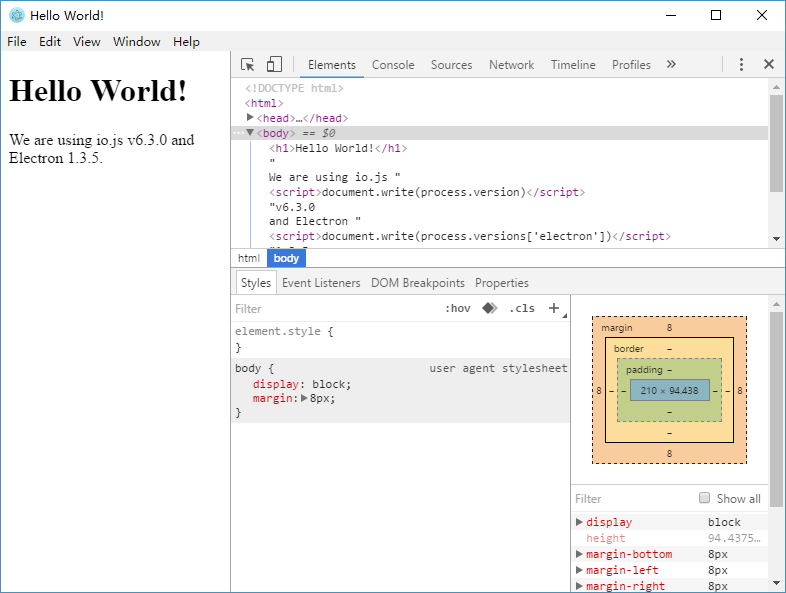 Hello World!
File Edit View Window Help
Hello World!
We are using io.js v6.3.0 and
Electron 1.3.5.
Elements Console Sources Network Timeline Profiles »
<!DOCTYPE html>
<html>
<head>…</head>
<body> == $0
<h1>Hello World!</h1>
"
We are using io.js "
<script>document.write(process.version)</script>
"v6.3.0
and Electron "
<script>document.write(process.versions['electron'])</script>
html body
Styles Event Listeners DOM Breakpoints Properties
Filter :hov .cls +
element.style {
}
body { user agent stylesheet
display: block;
margin: 8px;
}
margin 8
border –
padding –
8 – – 210 × 94.438 – – 8
–
–
8
Filter Show all
display block
height 94.4375…
margin-bottom 8px
margin-left 8px
margin-right 8px